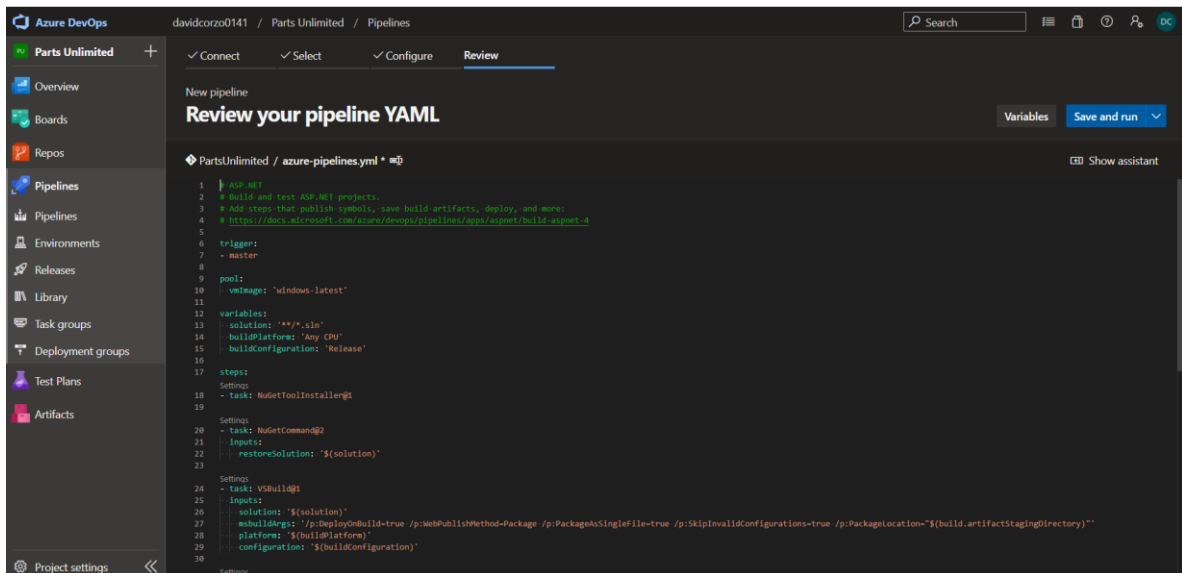 Azure DevOps
davidcorzo0141 / Parts Unlimited / Pipelines
Search
DC
PU Parts Unlimited
Overview
Boards
Repos
Pipelines
Pipelines
Environments
Releases
Library
Task groups
Deployment groups
Test Plans
Artifacts
Project settings
Connect
Select
Configure
Review
New pipeline
Review your pipeline YAML
Variables
Save and run
PartsUnlimited / azure-pipelines.yml *
Show assistant
1 # ASP.NET
2 # Build and test ASP.NET projects.
3 # Add steps that publish symbols, save build artifacts, deploy, and more:
4 # https://docs.microsoft.com/azure/devops/pipelines/apps/aspnet/build-aspnet-4
5
6 trigger:
7 - master
8
9 pool:
10 vmImage: 'windows-latest'
11
12 variables:
13 solution: '**/*.sln'
14 buildPlatform: 'Any CPU'
15 buildConfiguration: 'Release'
16
17 steps:
Settings
18 - task: NuGetToolInstaller@1
19
Settings
20 - task: NuGetCommand@2
21 inputs:
22 restoreSolution: '$(solution)'
23
Settings
24 - task: VSBuild@1
25 inputs:
26 solution: '$(solution)'
27 msbuildArgs: '/p:DeployOnBuild=true /p:WebPublishMethod=Package /p:PackageAsSingleFile=true /p:SkipInvalidConfigurations=true /p:PackageLocation="$(build.artifactStagingDirectory)"'
28 platform: '$(buildPlatform)'
29 configuration: '$(buildConfiguration)'
30
Settings